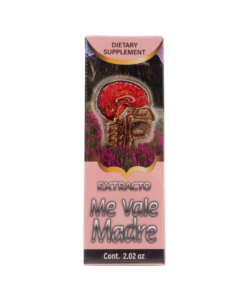 DIETARY
SUPPLEMENT
EXTRACTO
Me Vale
Madre
Cont. 2.02 oz